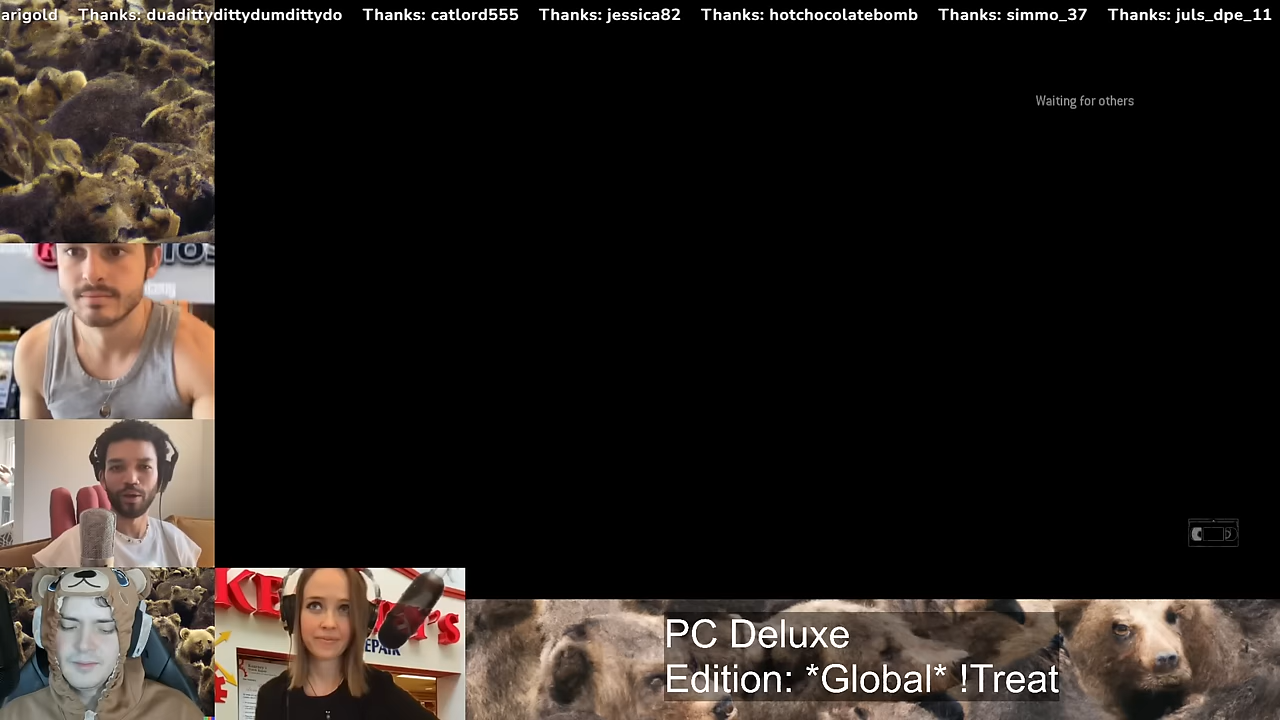 arigold Thanks: duadittydittydumdittydo Thanks: catlord555 Thanks: jessica82 Thanks: hotchocolatebomb Thanks: simmo_37 Thanks: juls_dpe_11
Waiting for others
PC Deluxe
Edition: *Global* !Treat